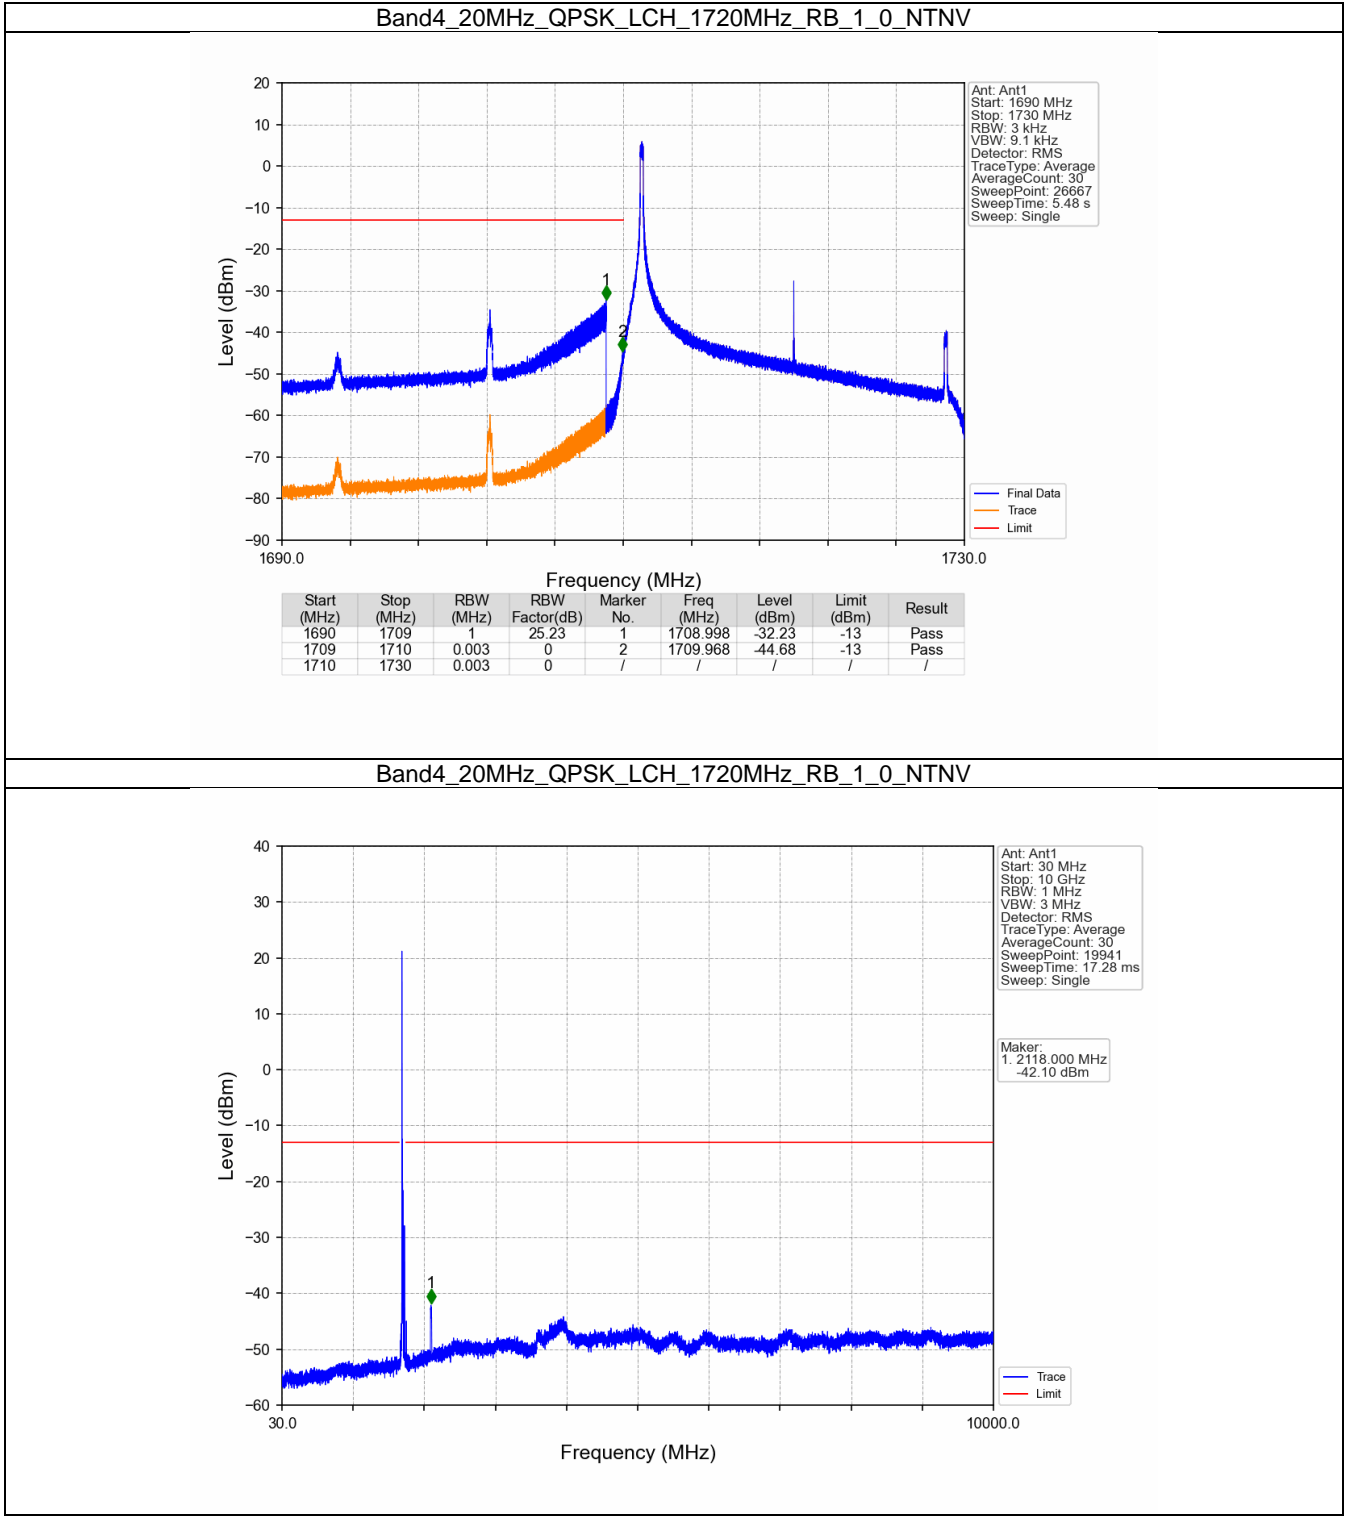 Band4_20MHz_QPSK_LCH_1720MHz_RB_1_0_NTNV
20
10
0
−10
−20
−30
−40
−50
−60
−70
−80
−90
Level (dBm)
1
2
1690.0
1730.0
Frequency (MHz)
Ant: Ant1
Start: 1690 MHz
Stop: 1730 MHz
RBW: 3 kHz
VBW: 9.1 kHz
Detector: RMS
TraceType: Average
AverageCount: 30
SweepPoint: 26667
SweepTime: 5.48 s
Sweep: Single
Final Data
Trace
Limit
Start (MHz) Stop (MHz) RBW (MHz) RBW Factor(dB) Marker No. Freq (MHz) Level (dBm) Limit (dBm) Result
1690 1709 1 25.23 1 1708.998 -32.23 -13 Pass
1709 1710 0.003 0 2 1709.968 -44.68 -13 Pass
1710 1730 0.003 0 / / / / /
Band4_20MHz_QPSK_LCH_1720MHz_RB_1_0_NTNV
40
30
20
10
0
−10
−20
−30
−40
−50
−60
Level (dBm)
1
30.0
10000.0
Frequency (MHz)
Ant: Ant1
Start: 30 MHz
Stop: 10 GHz
RBW: 1 MHz
VBW: 3 MHz
Detector: RMS
TraceType: Average
AverageCount: 30
SweepPoint: 19941
SweepTime: 17.28 ms
Sweep: Single
Maker:
1. 2118.000 MHz
-42.10 dBm
Trace
Limit